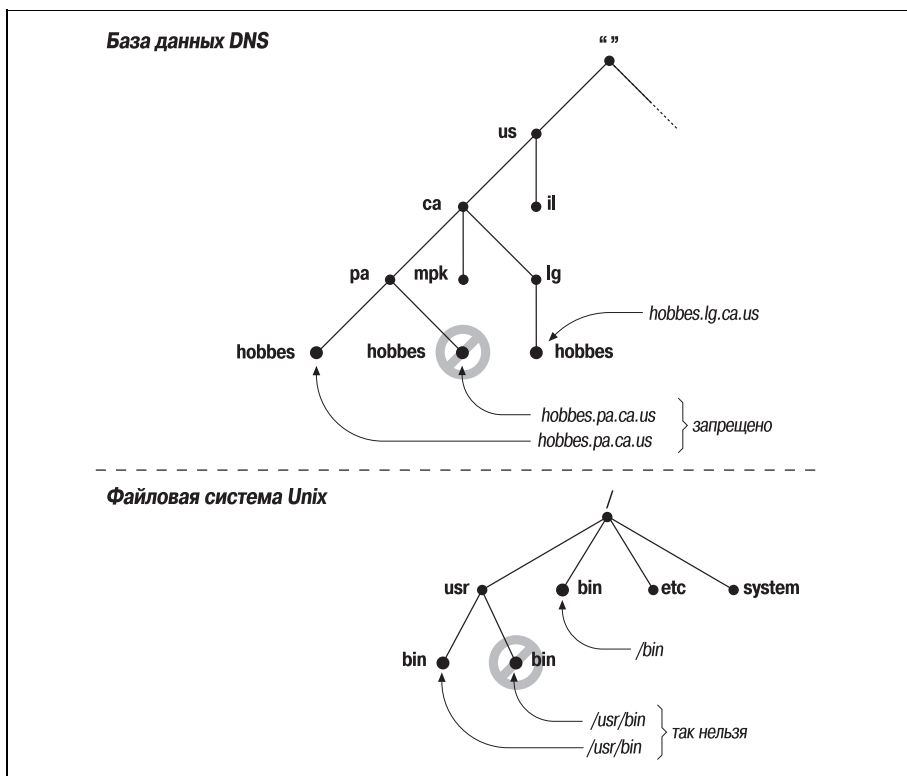 База данных DNS
“ ”
us
ca
il
pa
mpk
lg
hobbes.lg.ca.us
hobbes
hobbes
hobbes
hobbes.pa.ca.us
hobbes.pa.ca.us
запрещено
Файловая система Unix
/
usr
bin
etc
system
/bin
bin
bin
/usr/bin
/usr/bin
так нельзя